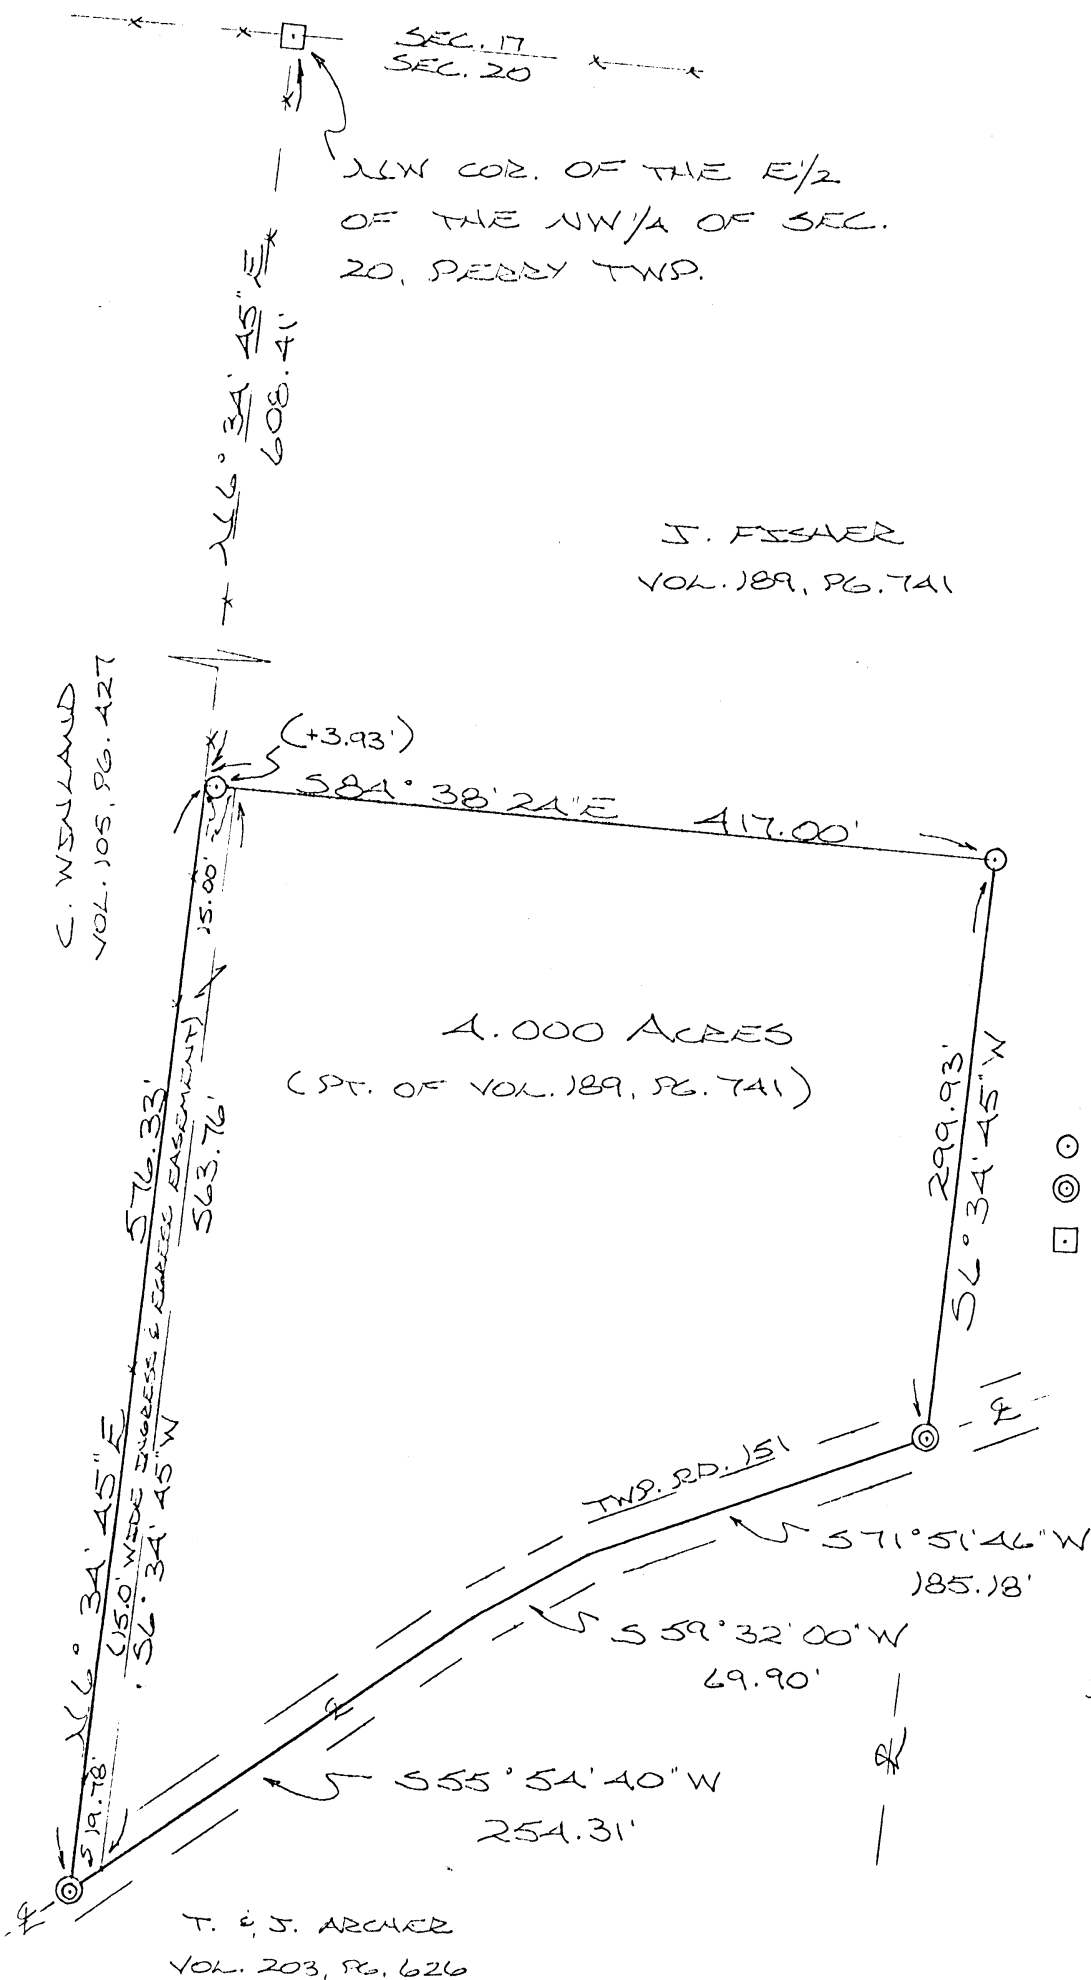 SEC. 17
SEC. 20
NW COR. OF THE E1/2
OF THE NW1/4 OF SEC.
20, PERRY TWP.
N6° 34' 45" E
608.41'
J. FISHER
VOL. 189, PG. 741
C. WINLAND
VOL. 105, PG. 427
(+3.93')
S84° 38' 24" E 417.00'
15.00'
4.000 ACRES
(PT. OF VOL. 189, PG. 741)
299.93'
S6° 34' 45" W
N6° 34' 45" E 576.33'
(15.0' WIDE INGRESS & EGRESS EASEMENT)
S6° 34' 45" W 563.76'
TWP. RD. 151
℄
S71° 51' 46" W
185.18'
S59° 32' 00" W
69.90'
℄
S55° 54' 40" W
254.31'
19.78'
℄
T. & J. ARCHER
VOL. 203, PG. 626